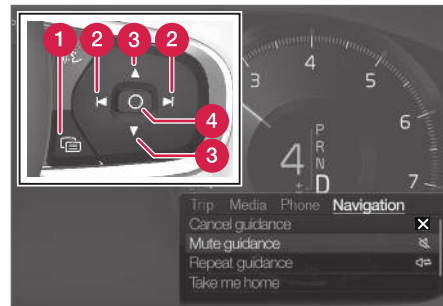 1
2
3
2
4
3
3
4
5
6
7
P
R
N
D
4
±
Trip Media Phone Navigation
Cancel guidance
Mute guidance
Repeat guidance
Take me home